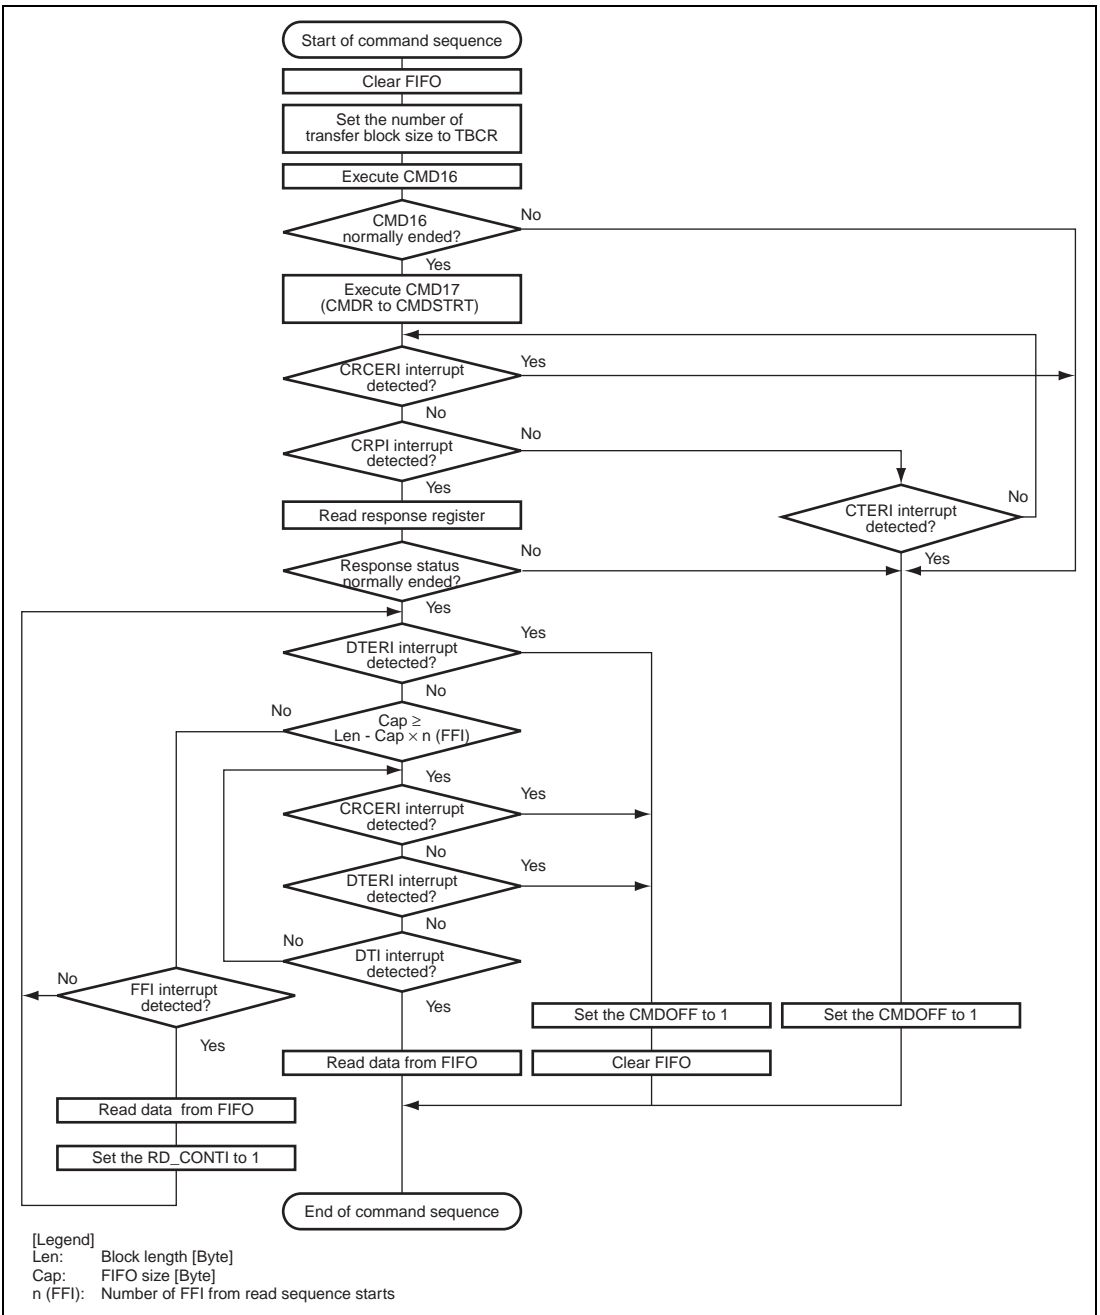 Start of command sequence
Clear FIFO
Set the number of
transfer block size to TBCR
Execute CMD16
CMD16
normally ended?
No
Yes
Execute CMD17
(CMDR to CMDSTRT)
CRCERI interrupt
detected?
Yes
No
CRPI interrupt
detected?
No
Yes
CTERI interrupt
detected?
No
Yes
Read response register
Response status
normally ended?
No
Yes
DTERI interrupt
detected?
Yes
No
Cap ≥
Len - Cap × n (FFI)
No
Yes
CRCERI interrupt
detected?
Yes
No
DTERI interrupt
detected?
Yes
No
DTI interrupt
detected?
No
Yes
FFI interrupt
detected?
No
Yes
Set the CMDOFF to 1
Set the CMDOFF to 1
Read data from FIFO
Clear FIFO
Read data from FIFO
Set the RD_CONTI to 1
End of command sequence
[Legend]
Len: Block length [Byte]
Cap: FIFO size [Byte]
n (FFI): Number of FFI from read sequence starts